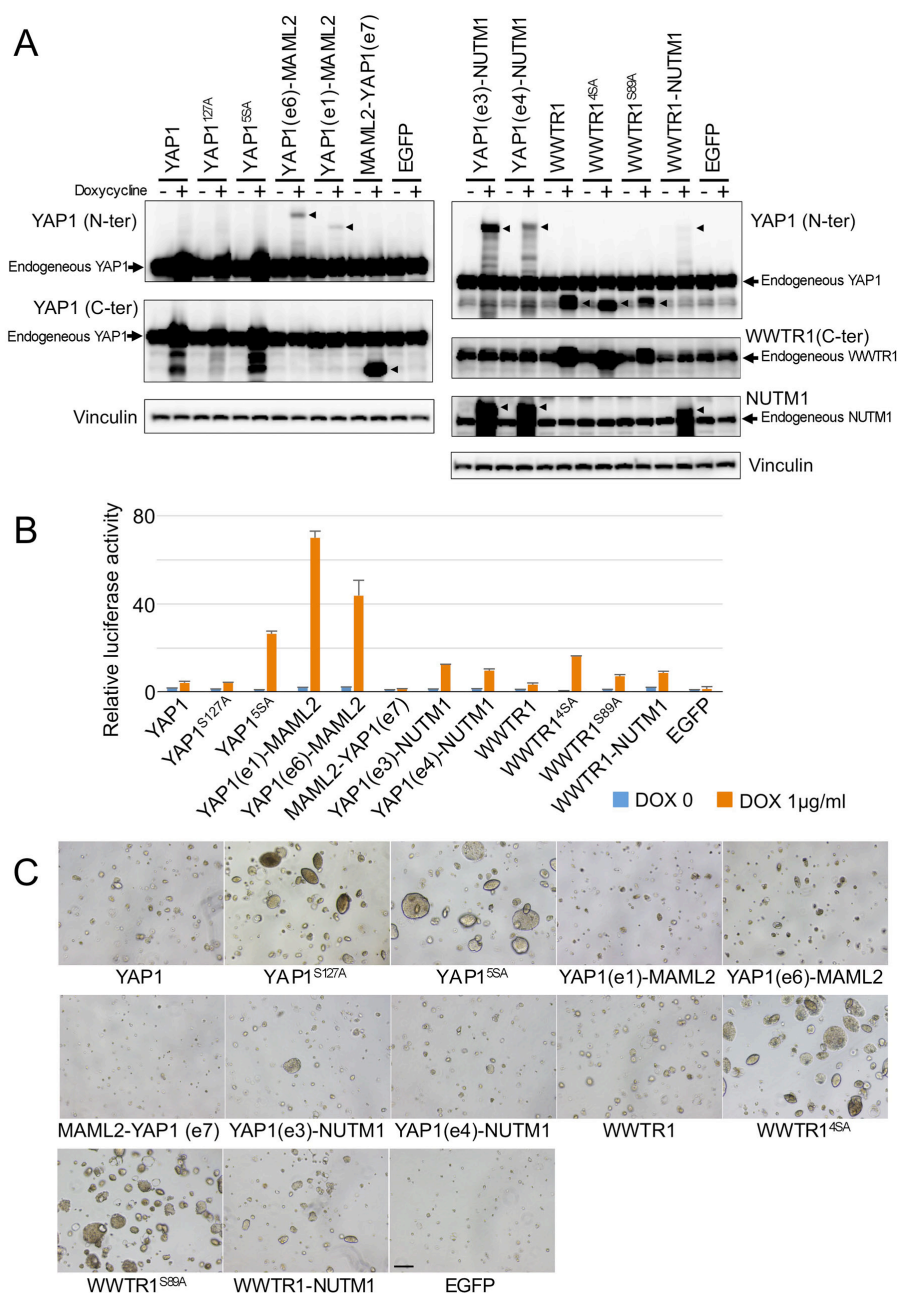 A
YAP1
YAP1127A
YAP15SA
YAP1(e6)-MAML2
YAP1(e1)-MAML2
MAML2-YAP1(e7)
EGFP
Doxycycline - + - + - + - + - + - + - +
YAP1 (N-ter)
Endogeneous YAP1
YAP1 (C-ter)
Endogeneous YAP1
Vinculin
YAP1(e3)-NUTM1
YAP1(e4)-NUTM1
WWTR1
WWTR14SA
WWTR1S89A
WWTR1-NUTM1
EGFP
- + - + - + - + - + - + - +
YAP1 (N-ter)
Endogeneous YAP1
WWTR1(C-ter)
Endogeneous WWTR1
NUTM1
Endogeneous NUTM1
Vinculin
B
Relative luciferase activity
80
40
0
YAP1
YAP1S127A
YAP15SA
YAP1(e1)-MAML2
YAP1(e6)-MAML2
MAML2-YAP1(e7)
YAP1(e3)-NUTM1
YAP1(e4)-NUTM1
WWTR1
WWTR14SA
WWTR1S89A
WWTR1-NUTM1
EGFP
DOX 0 DOX 1µg/ml
C
YAP1 YAP1S127A YAP15SA YAP1(e1)-MAML2 YAP1(e6)-MAML2
MAML2-YAP1 (e7) YAP1(e3)-NUTM1 YAP1(e4)-NUTM1 WWTR1 WWTR14SA
WWTR1S89A WWTR1-NUTM1 EGFP